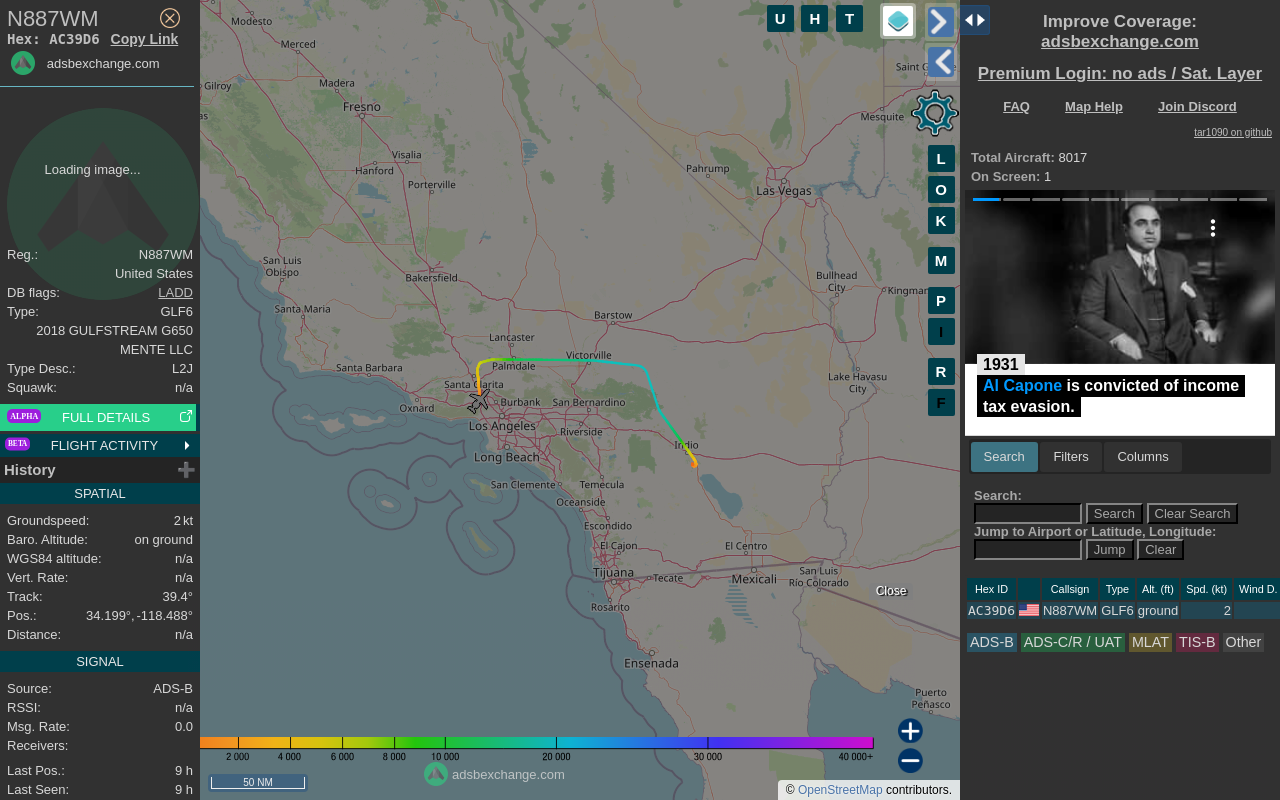 N887WM
Hex: AC39D6 Copy Link
adsbexchange.com
Loading image...
Reg.: N887WM
United States
DB flags: LADD
Type: GLF6
2018 GULFSTREAM G650
MENTE LLC
Type Desc.: L2J
Squawk: n/a
ALPHA FULL DETAILS
BETA FLIGHT ACTIVITY
History
SPATIAL
Groundspeed: 2 kt
Baro. Altitude: on ground
WGS84 altitude: n/a
Vert. Rate: n/a
Track: 39.4°
Pos.: 34.199°, -118.488°
Distance: n/a
SIGNAL
Source: ADS-B
RSSI: n/a
Msg. Rate: 0.0
Receivers:
Last Pos.: 9 h
Last Seen: 9 h
U H T
L
O
K
M
P
I
R
F
Modesto
Merced
Gilroy
Madera
Fresno
Visalia
Hanford
Porterville
Pahrump
Las Vegas
Saint G
Mesquite
San Luis
Obispo
Bakersfield
Bullhead
City
Kingman
Santa Maria
Barstow
Lancaster
Palmdale
Victorville
Santa Barbara
Santa Clarita
Lake Havasu
City
Oxnard
Burbank
San Bernardino
Los Angeles
Riverside
Indio
Long Beach
San Clemente
Temecula
Oceanside
Escondido
El Cajon
El Centro
Tijuana
Tecate
Mexicali
San Luis
Río Colorado
Rosarito
Close
Ensenada
Puerto
Peñasco
2 000 4 000 6 000 8 000 10 000 20 000 30 000 40 000+
50 NM
adsbexchange.com
© OpenStreetMap contributors.
Improve Coverage:
adsbexchange.com
Premium Login: no ads / Sat. Layer
FAQ Map Help Join Discord
tar1090 on github
Total Aircraft: 8017
On Screen: 1
1931
Al Capone is convicted of income
tax evasion.
Search Filters Columns
Search:
Search Clear Search
Jump to Airport or Latitude, Longitude:
Jump Clear
Hex ID Callsign Type Alt. (ft) Spd. (kt) Wind D.
AC39D6 N887WM GLF6 ground 2
ADS-B ADS-C/R / UAT MLAT TIS-B Other